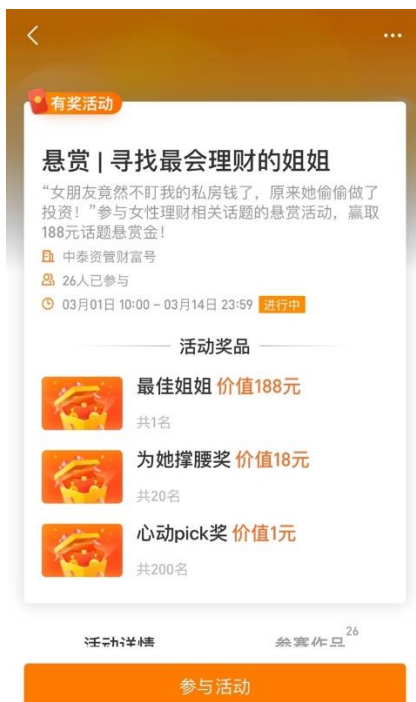 有奖活动
悬赏 | 寻找最会理财的姐姐
“女朋友竟然不盯我的私房钱了，原来她偷偷做了
投资！”参与女性理财相关话题的悬赏活动，赢取
188元话题悬赏金！
中泰资管财富号
26人已参与
03月01日 10:00 – 03月14日 23:59 进行中
活动奖品
最佳姐姐 价值188元
共1名
为她撑腰奖 价值18元
共20名
心动pick奖 价值1元
共200名
活动详情 参赛作品 26
参与活动